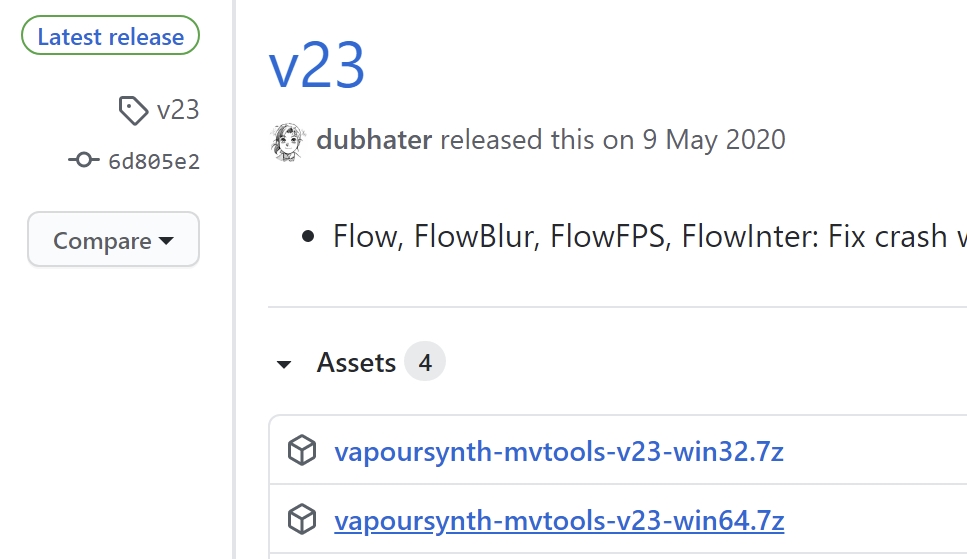 Latest release
v23
6d805e2
Compare
v23
dubhater released this on 9 May 2020
Flow, FlowBlur, FlowFPS, FlowInter: Fix crash
Assets 4
vapoursynth-mvtools-v23-win32.7z
vapoursynth-mvtools-v23-win64.7z